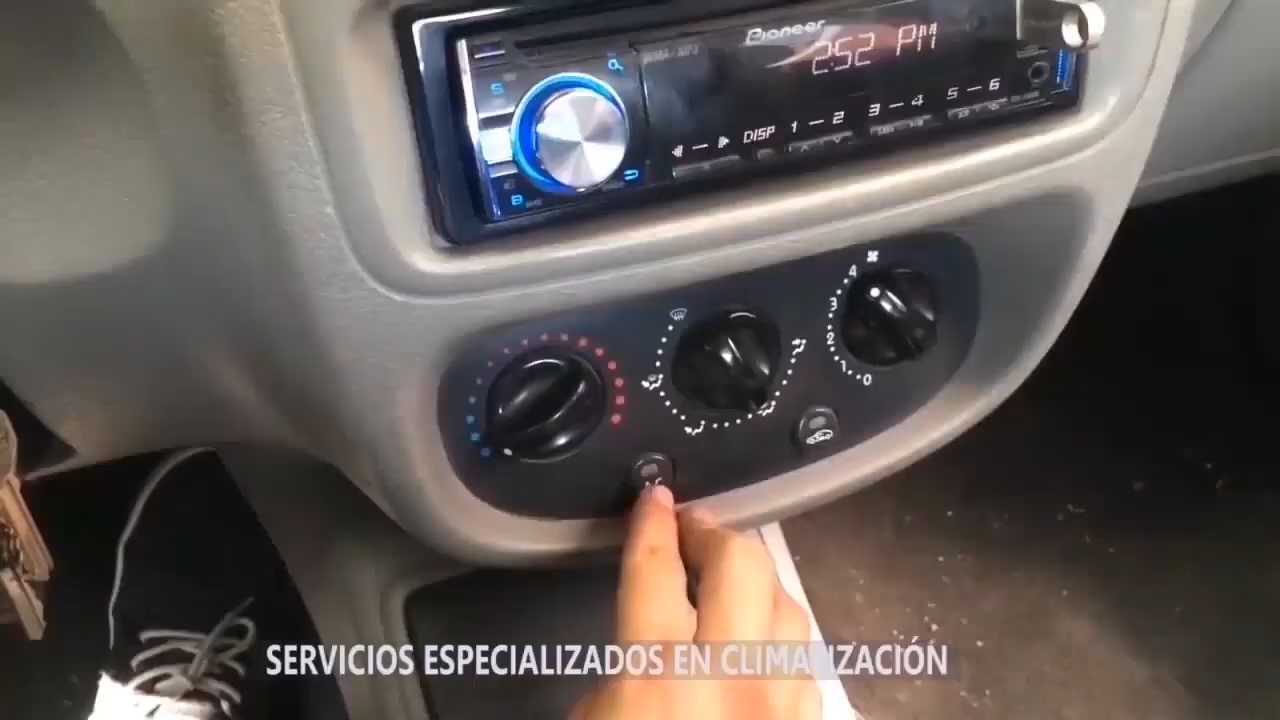 Pioneer
2:52 PM
DISP 1 – 2 3 – 4 5 – 6
4
3
2
1
0
SERVICIOS ESPECIALIZADOS EN CLIMATIZACIÓN